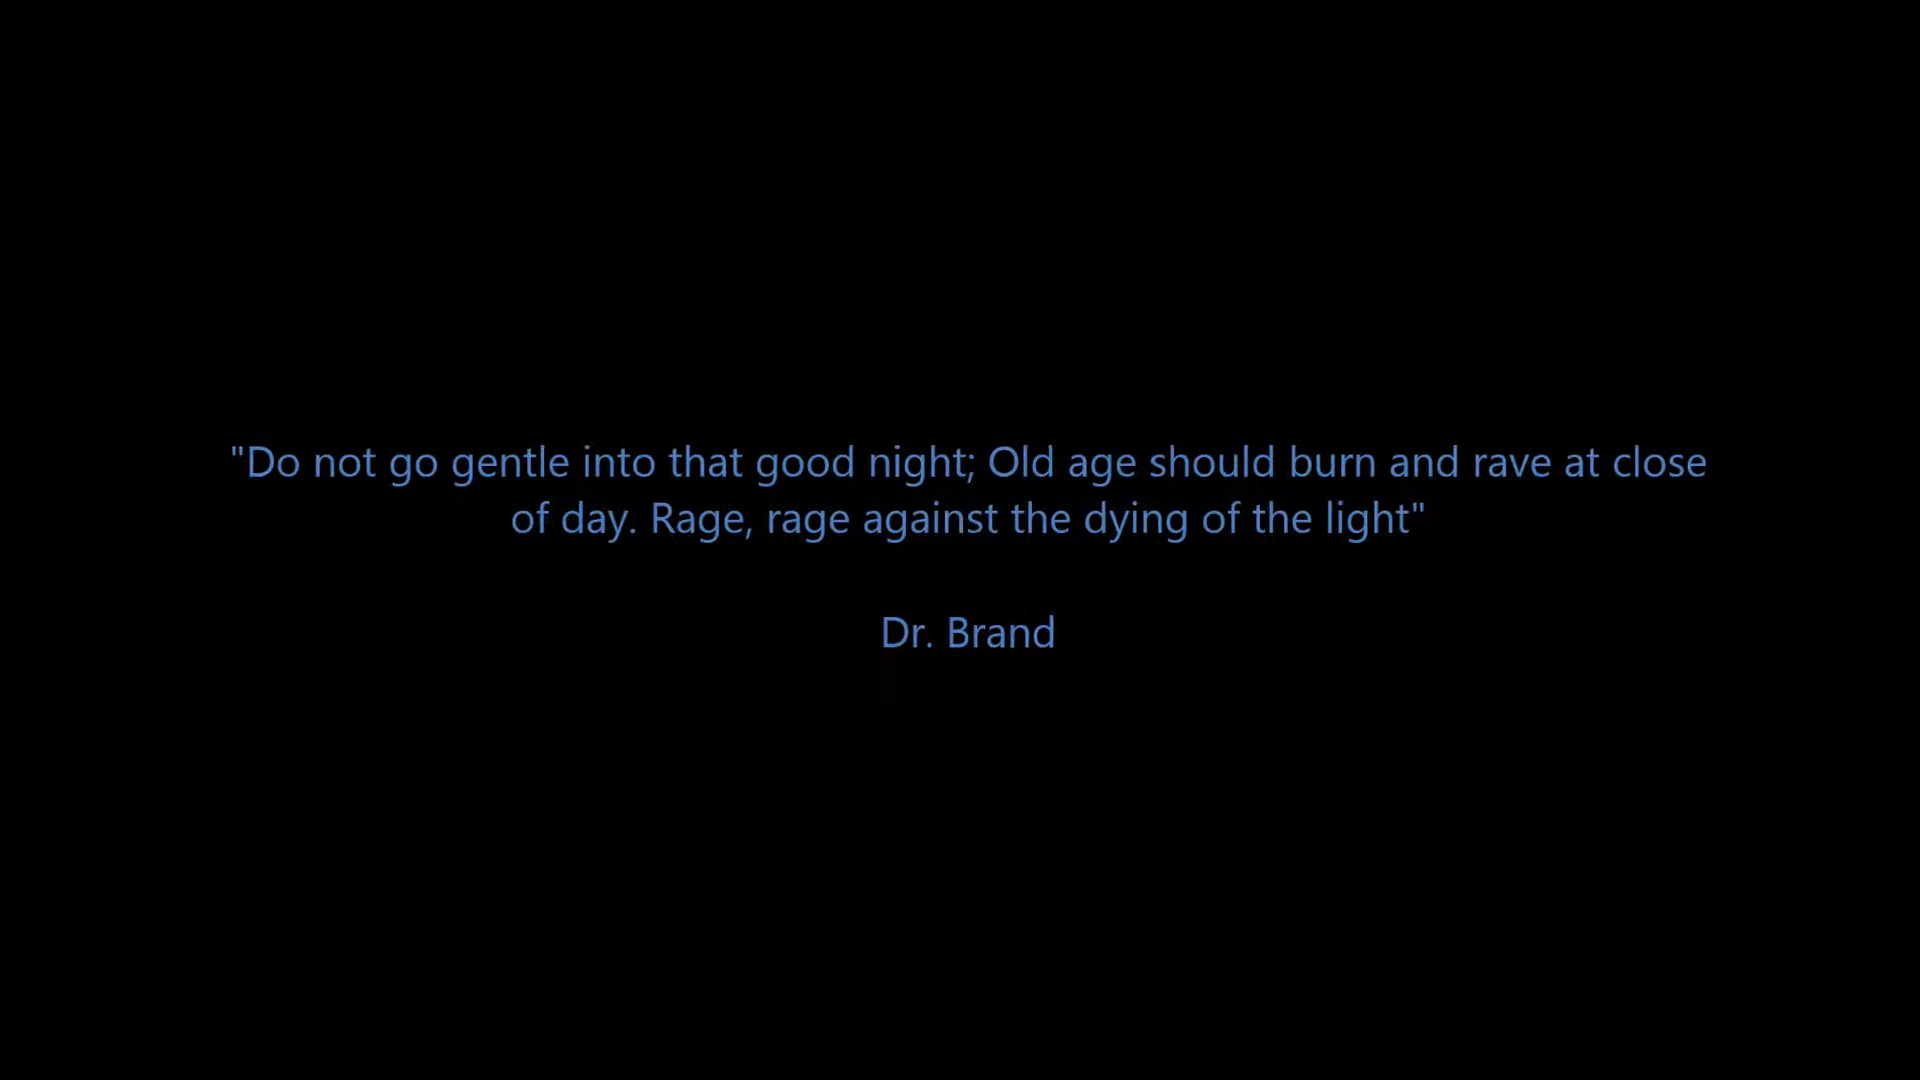 "Do not go gentle into that good night; Old age should burn and rave at close
of day. Rage, rage against the dying of the light"
Dr. Brand